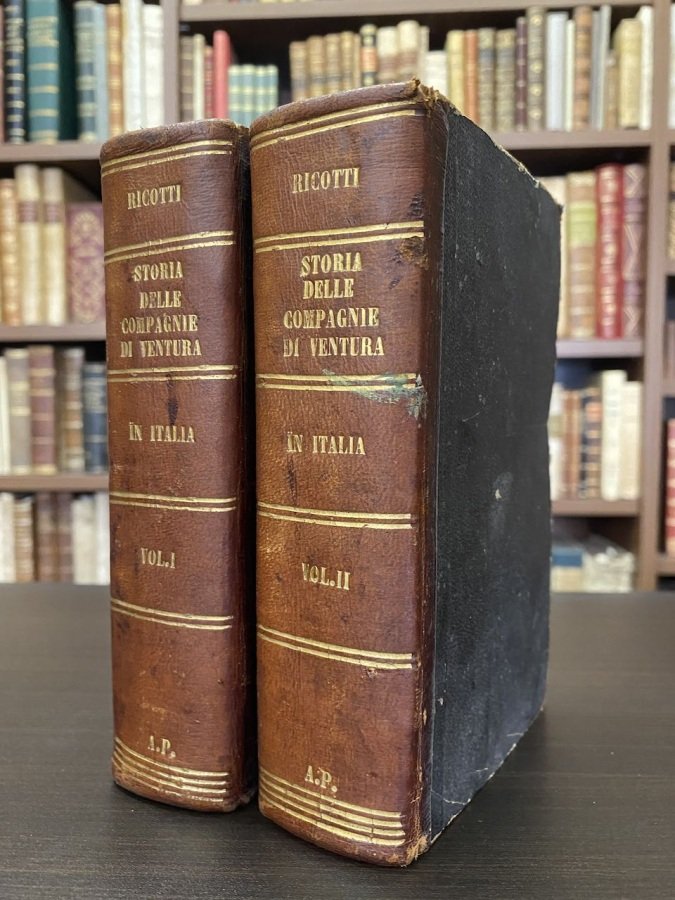 RICOTTI
STORIA
DELLE
COMPAGNIE
DI VENTURA
IN ITALIA
VOL.I
A.P.
RICOTTI
STORIA
DELLE
COMPAGNIE
DI VENTURA
IN ITALIA
VOL.II
A.P.